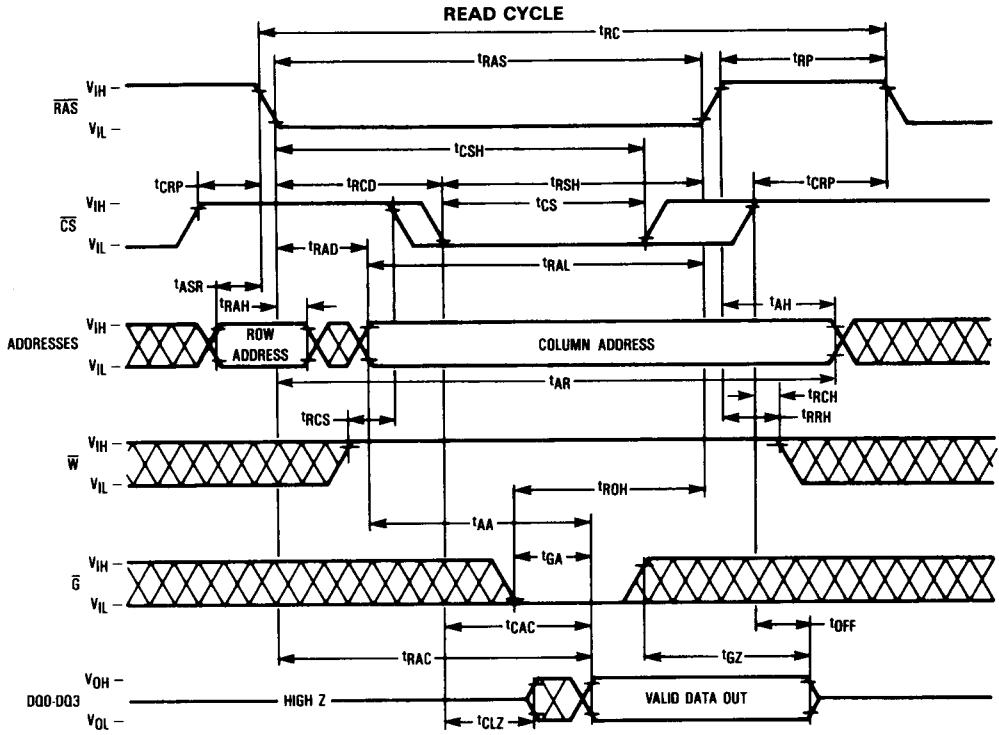 READ CYCLE
tRC
tRAS
tRP
VIH
RAS
VIL
tCSH
tCRP
tRCD
tRSH
tCRP
VIH
CS
tCS
VIL
tRAD
tRAL
tASR
tRAH
tAH
VIH
ADDRESSES
ROW
ADDRESS
COLUMN ADDRESS
VIL
tAR
tRCH
tRCS
tRRH
VIH
W
VIL
tROH
tAA
tGA
VIH
G
VIL
tCAC
tOFF
tRAC
tGZ
VOH
DQ0-DQ3
HIGH Z
VALID DATA OUT
VOL
tCLZ